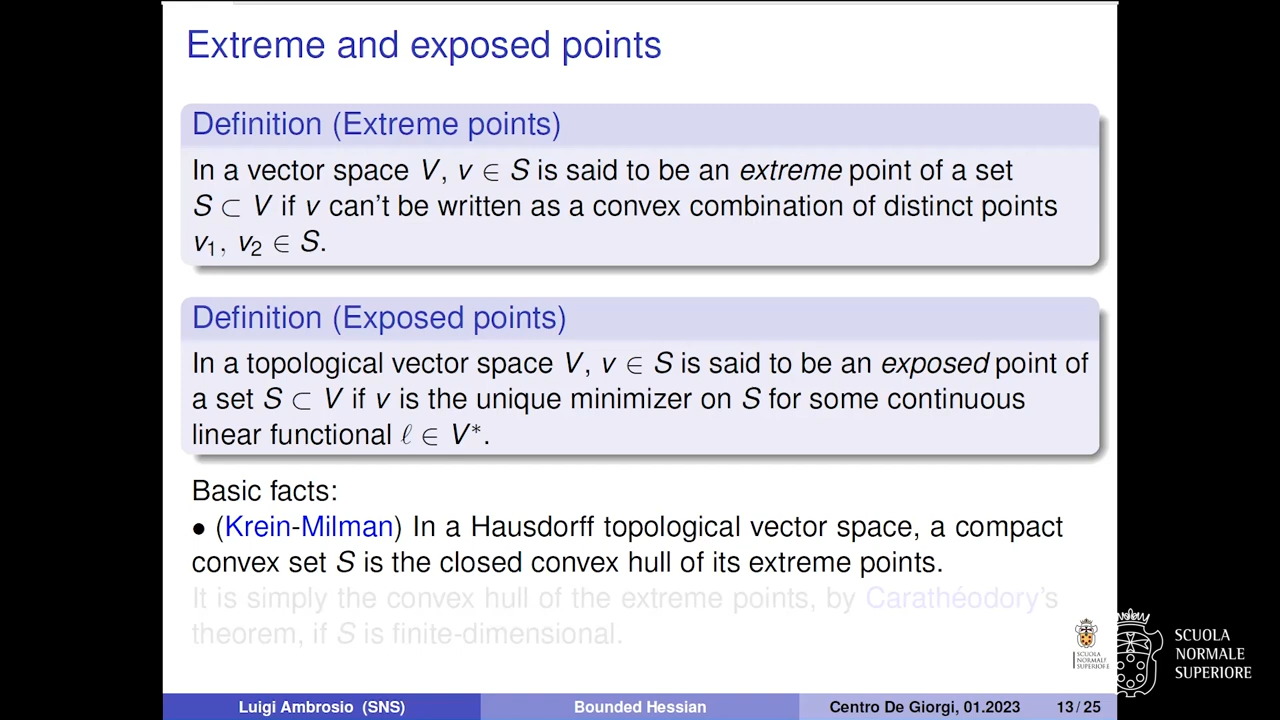 Extreme and exposed points
Definition (Extreme points)
In a vector space V, v ∈ S is said to be an extreme point of a set
S ⊂ V if v can't be written as a convex combination of distinct points
v₁, v₂ ∈ S.
Definition (Exposed points)
In a topological vector space V, v ∈ S is said to be an exposed point of
a set S ⊂ V if v is the unique minimizer on S for some continuous
linear functional ℓ ∈ V*.
Basic facts:
• (Krein-Milman) In a Hausdorff topological vector space, a compact
convex set S is the closed convex hull of its extreme points.
It is simply the convex hull of the extreme points, by Carathéodory's
theorem, if S is finite-dimensional.
SCUOLA
NORMALE
SUPERIORE
SCUOLA
NORMALE
SUPERIORE
Luigi Ambrosio (SNS)
Bounded Hessian
Centro De Giorgi, 01.2023
13 / 25